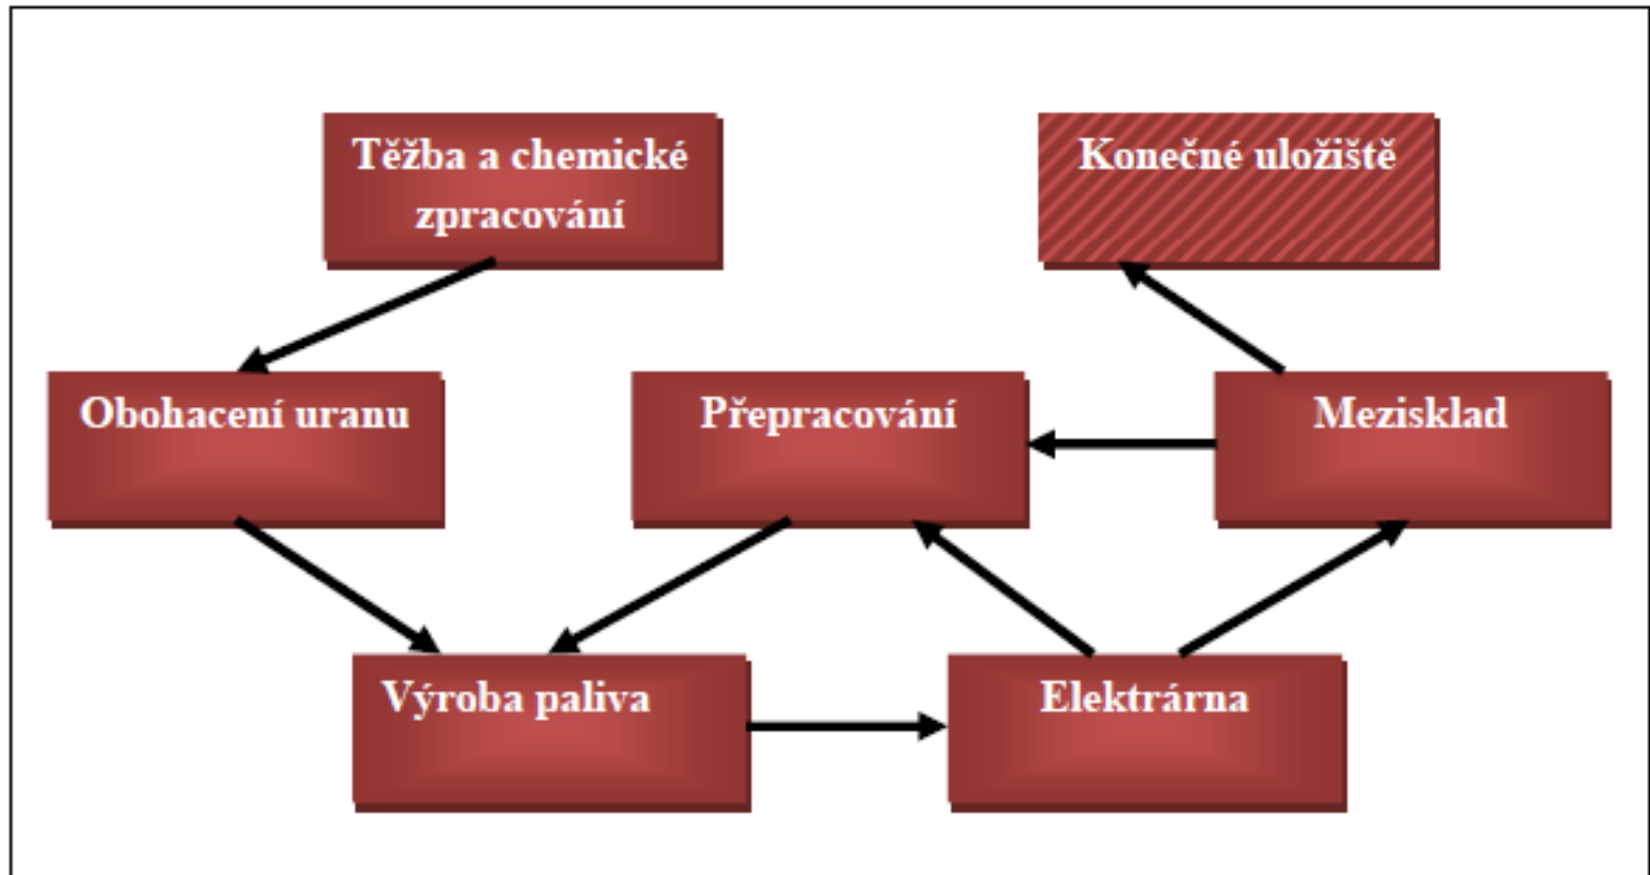 Těžba a chemické
zpracování
Konečné uložiště
Obohacení uranu
Přepracování
Mezisklad
Výroba paliva
Elektrárna